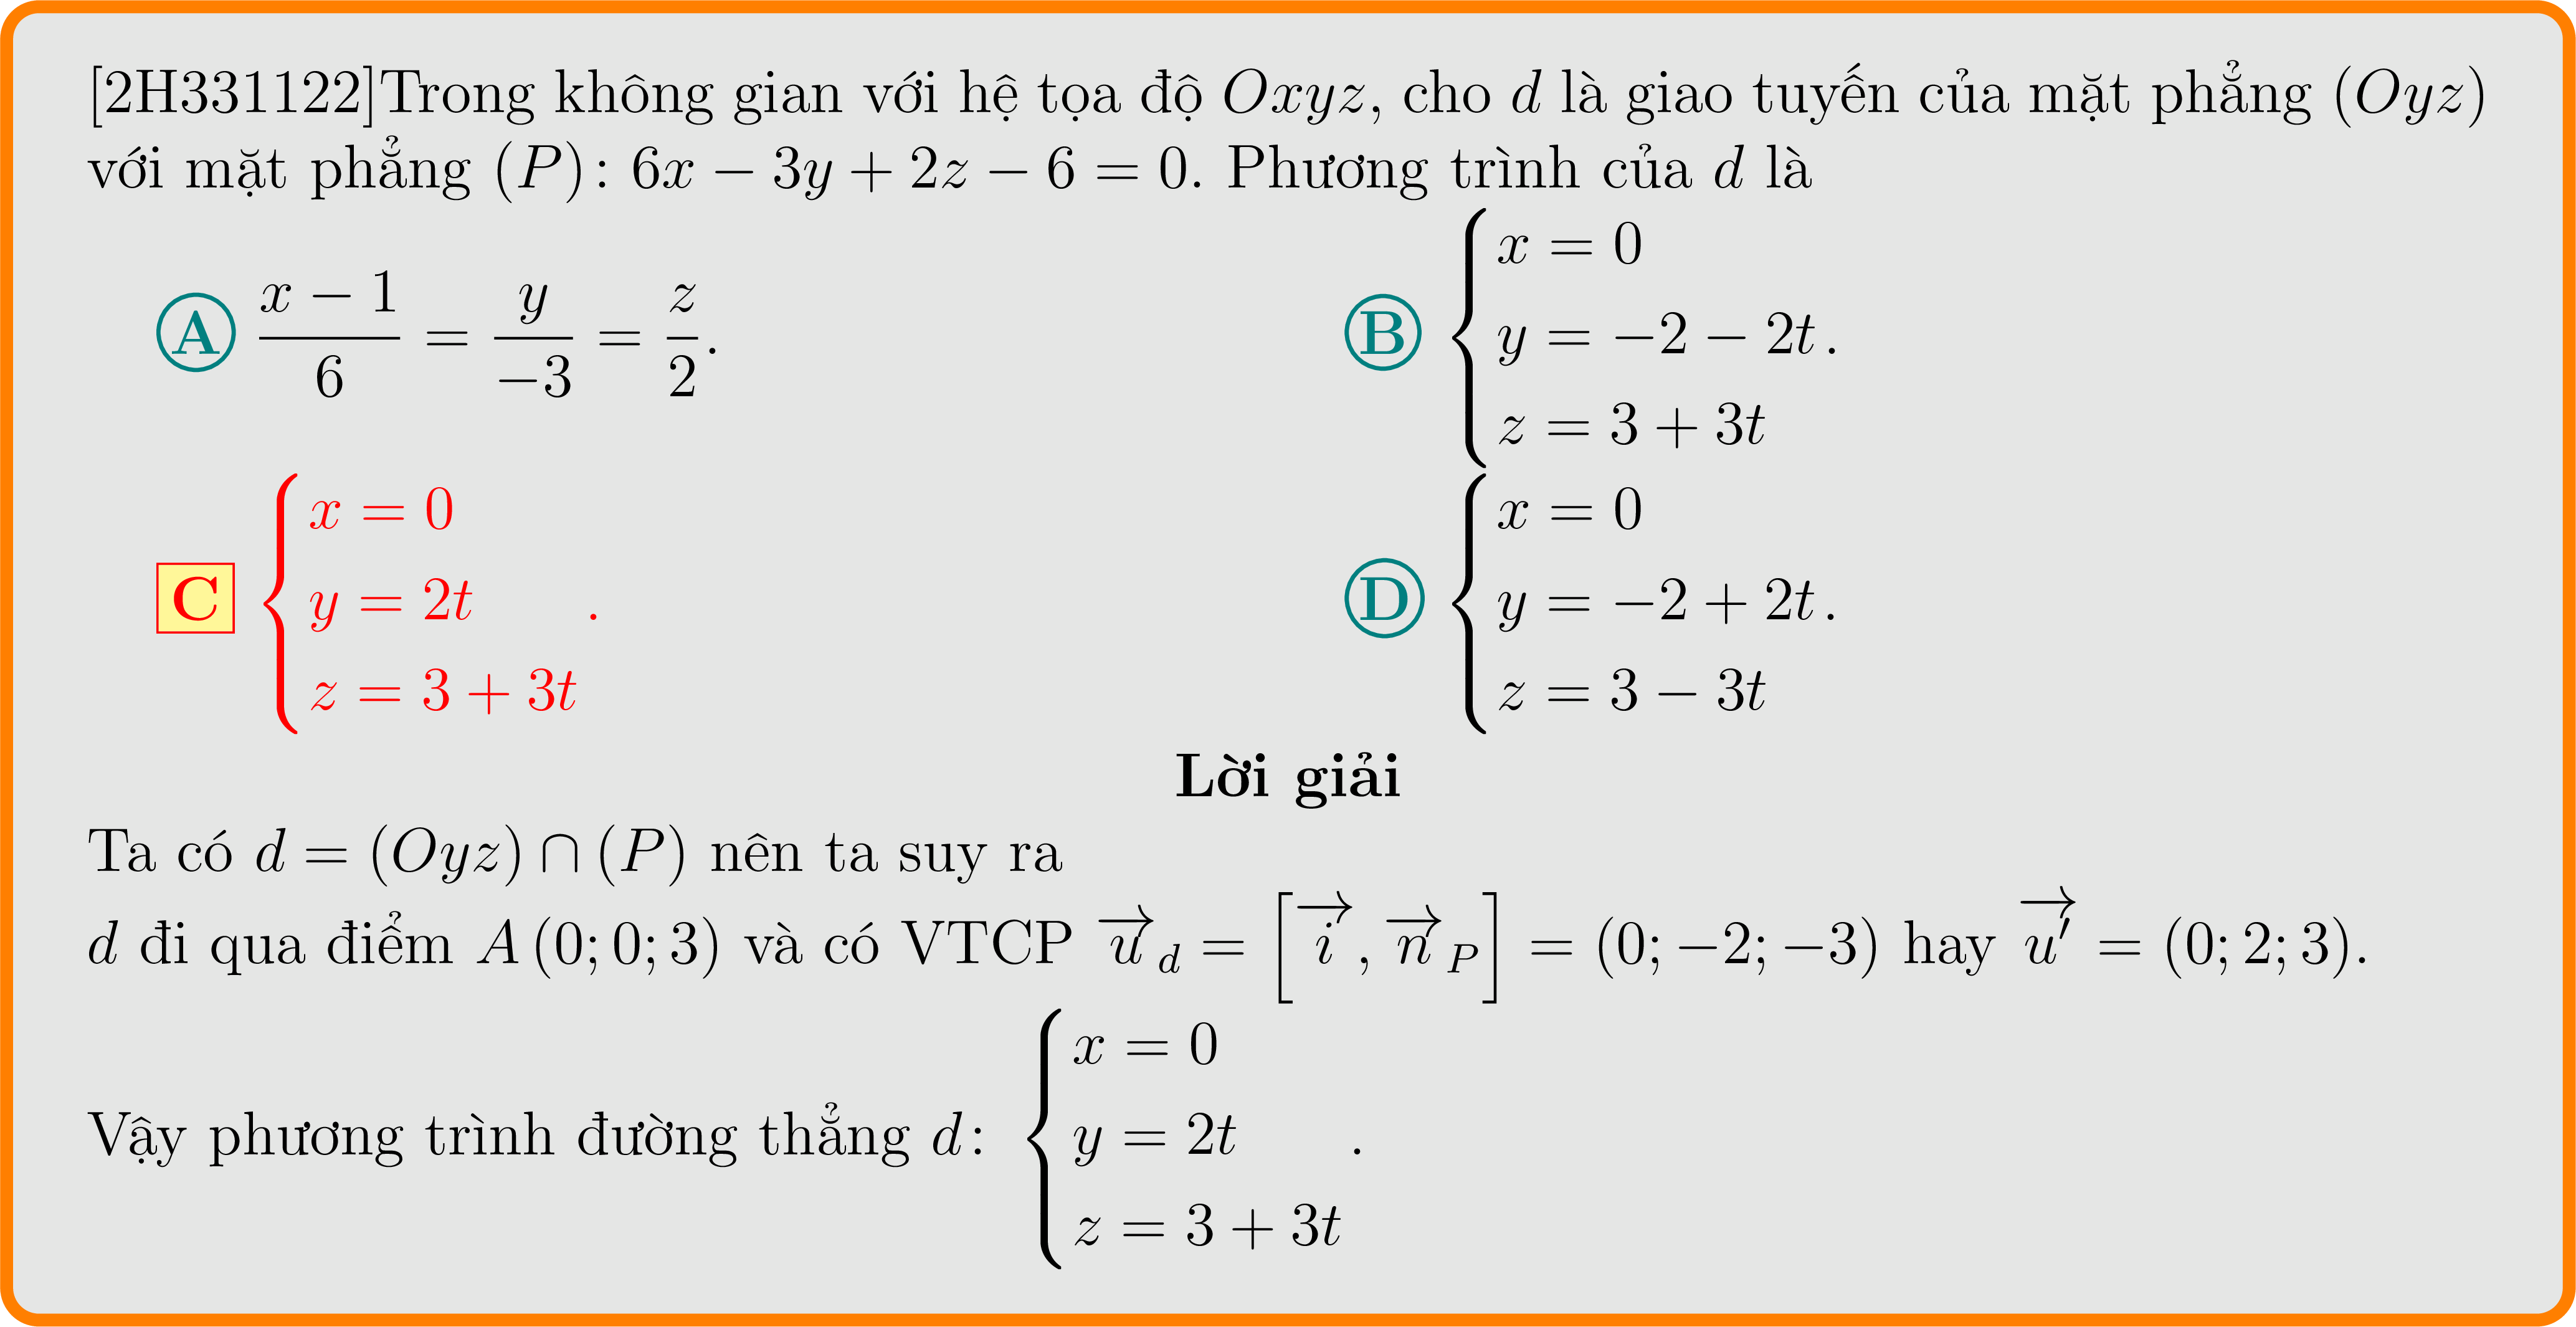 [2H331122]Trong không gian với hệ tọa độ Oxyz, cho d là giao tuyến của mặt phẳng (Oyz)
với mặt phẳng (P): 6x − 3y + 2z − 6 = 0. Phương trình của d là
A \frac{x − 1}{6} = \frac{y}{−3} = \frac{z}{2}.
B \begin{cases} x = 0 \\ y = −2 − 2t \\ z = 3 + 3t \end{cases}.
C \begin{cases} x = 0 \\ y = 2t \\ z = 3 + 3t \end{cases}.
D \begin{cases} x = 0 \\ y = −2 + 2t \\ z = 3 − 3t \end{cases}.
Lời giải
Ta có d = (Oyz) ∩ (P) nên ta suy ra
d đi qua điểm A (0; 0; 3) và có VTCP \overrightarrow{u}_d = [\overrightarrow{i}, \overrightarrow{n}_P] = (0; −2; −3) hay \overrightarrow{u'} = (0; 2; 3).
Vậy phương trình đường thẳng d: \begin{cases} x = 0 \\ y = 2t \\ z = 3 + 3t \end{cases}.